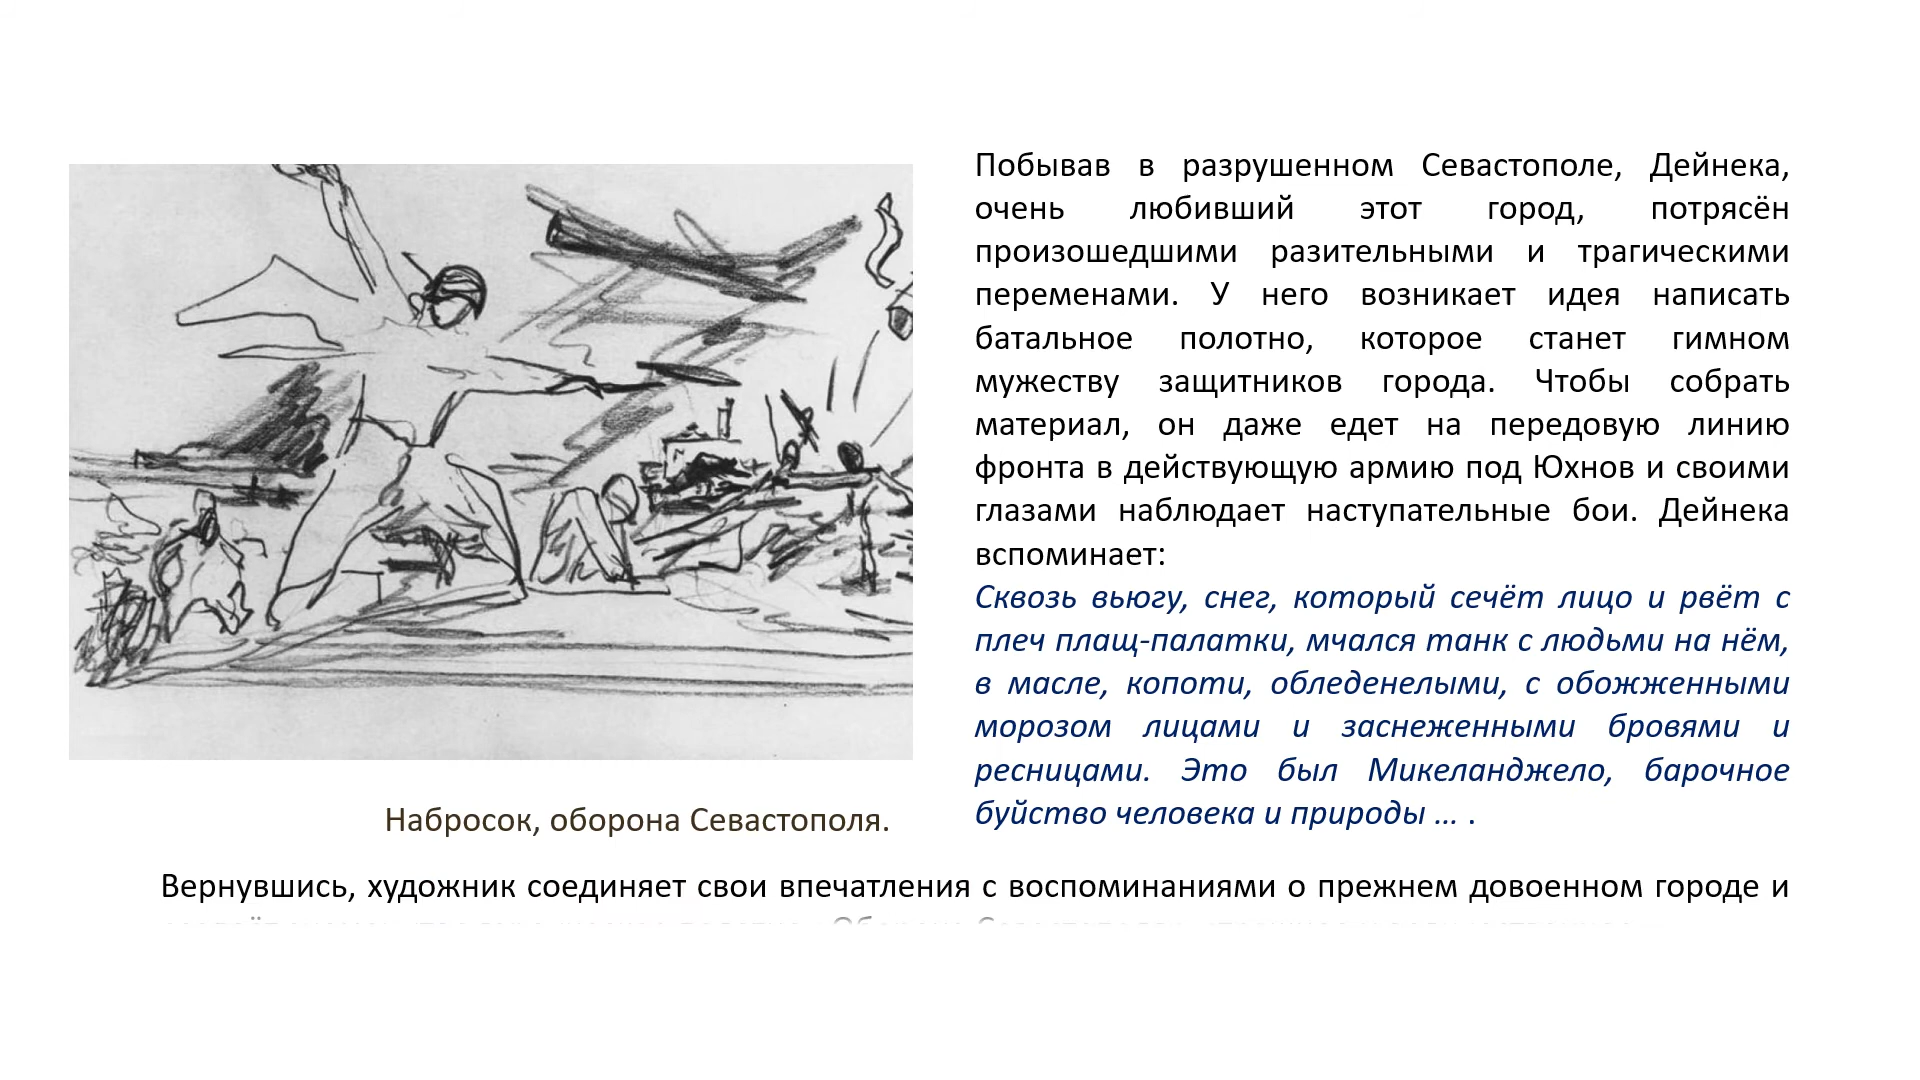 Побывав в разрушенном Севастополе, Дейнека,
очень любивший этот город, потрясён
произошедшими разительными и трагическими
переменами. У него возникает идея написать
батальное полотно, которое станет гимном
мужеству защитников города. Чтобы собрать
материал, он даже едет на передовую линию
фронта в действующую армию под Юхнов и своими
глазами наблюдает наступательные бои. Дейнека
вспоминает:
Сквозь вьюгу, снег, который сечёт лицо и рвёт с
плеч плащ-палатки, мчался танк с людьми на нём,
в масле, копоти, обледенелыми, с обожженными
морозом лицами и заснеженными бровями и
ресницами. Это был Микеланджело, барочное
буйство человека и природы ... .
Набросок, оборона Севастополя.
Вернувшись, художник соединяет свои впечатления с воспоминаниями о прежнем довоенном городе и